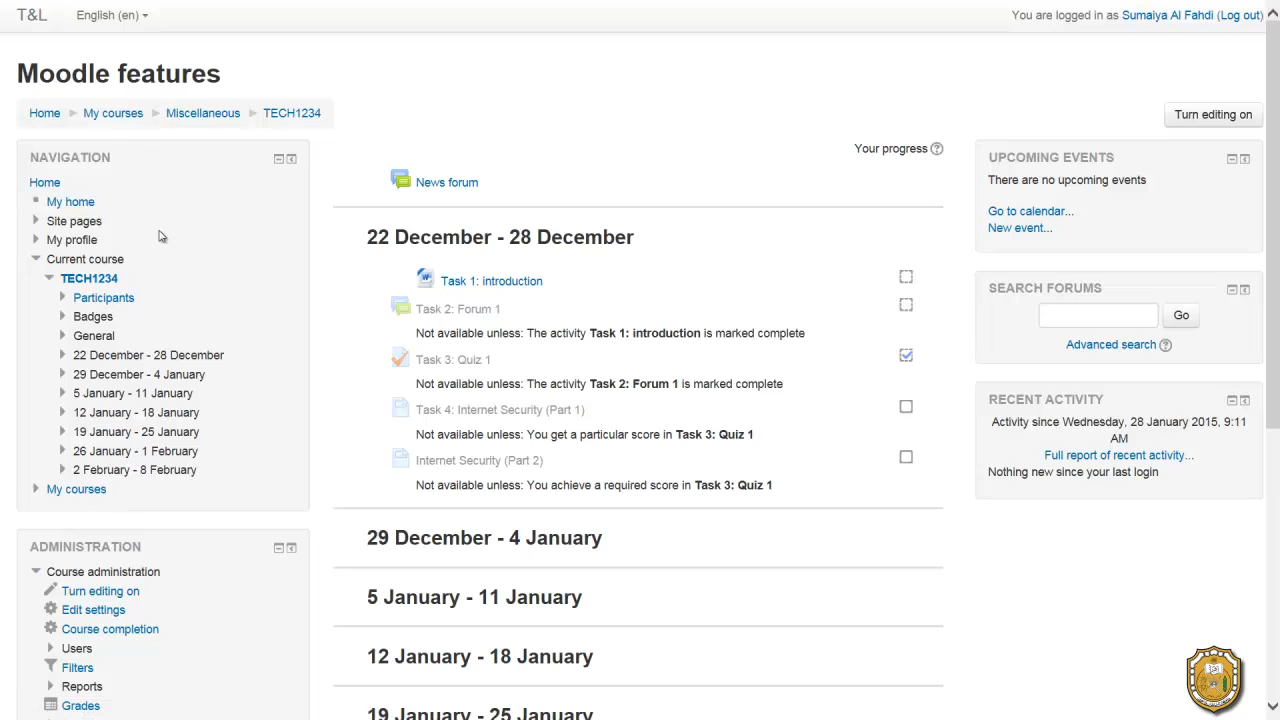 T&L
English (en)
You are logged in as Sumaiya Al Fahdi (Log out)
Moodle features
Home
My courses
Miscellaneous
TECH1234
Turn editing on
NAVIGATION
Home
My home
Site pages
My profile
Current course
TECH1234
Participants
Badges
General
22 December - 28 December
29 December - 4 January
5 January - 11 January
12 January - 18 January
19 January - 25 January
26 January - 1 February
2 February - 8 February
My courses
ADMINISTRATION
Course administration
Turn editing on
Edit settings
Course completion
Users
Filters
Reports
Grades
Your progress
News forum
22 December - 28 December
Task 1: introduction
Task 2: Forum 1
Not available unless: The activity Task 1: introduction is marked complete
Task 3: Quiz 1
Not available unless: The activity Task 2: Forum 1 is marked complete
Task 4: Internet Security (Part 1)
Not available unless: You get a particular score in Task 3: Quiz 1
Internet Security (Part 2)
Not available unless: You achieve a required score in Task 3: Quiz 1
29 December - 4 January
5 January - 11 January
12 January - 18 January
19 January - 25 January
UPCOMING EVENTS
There are no upcoming events
Go to calendar...
New event...
SEARCH FORUMS
Go
Advanced search
RECENT ACTIVITY
Activity since Wednesday, 28 January 2015, 9:11
AM
Full report of recent activity...
Nothing new since your last login